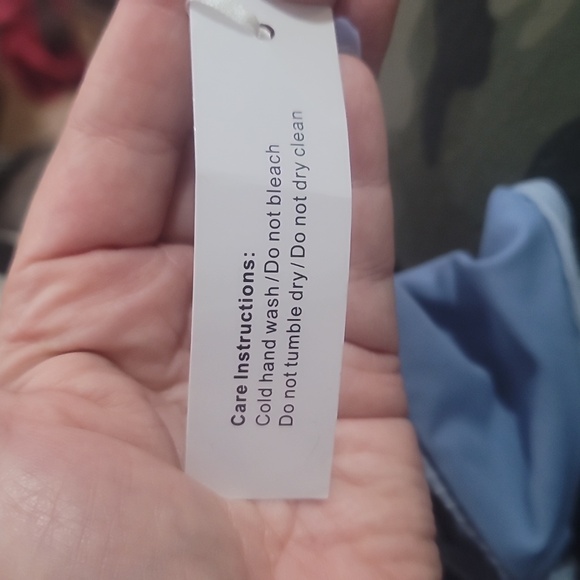 Care Instructions:
Cold hand wash/Do not bleach
Do not tumble dry/Do not dry clean